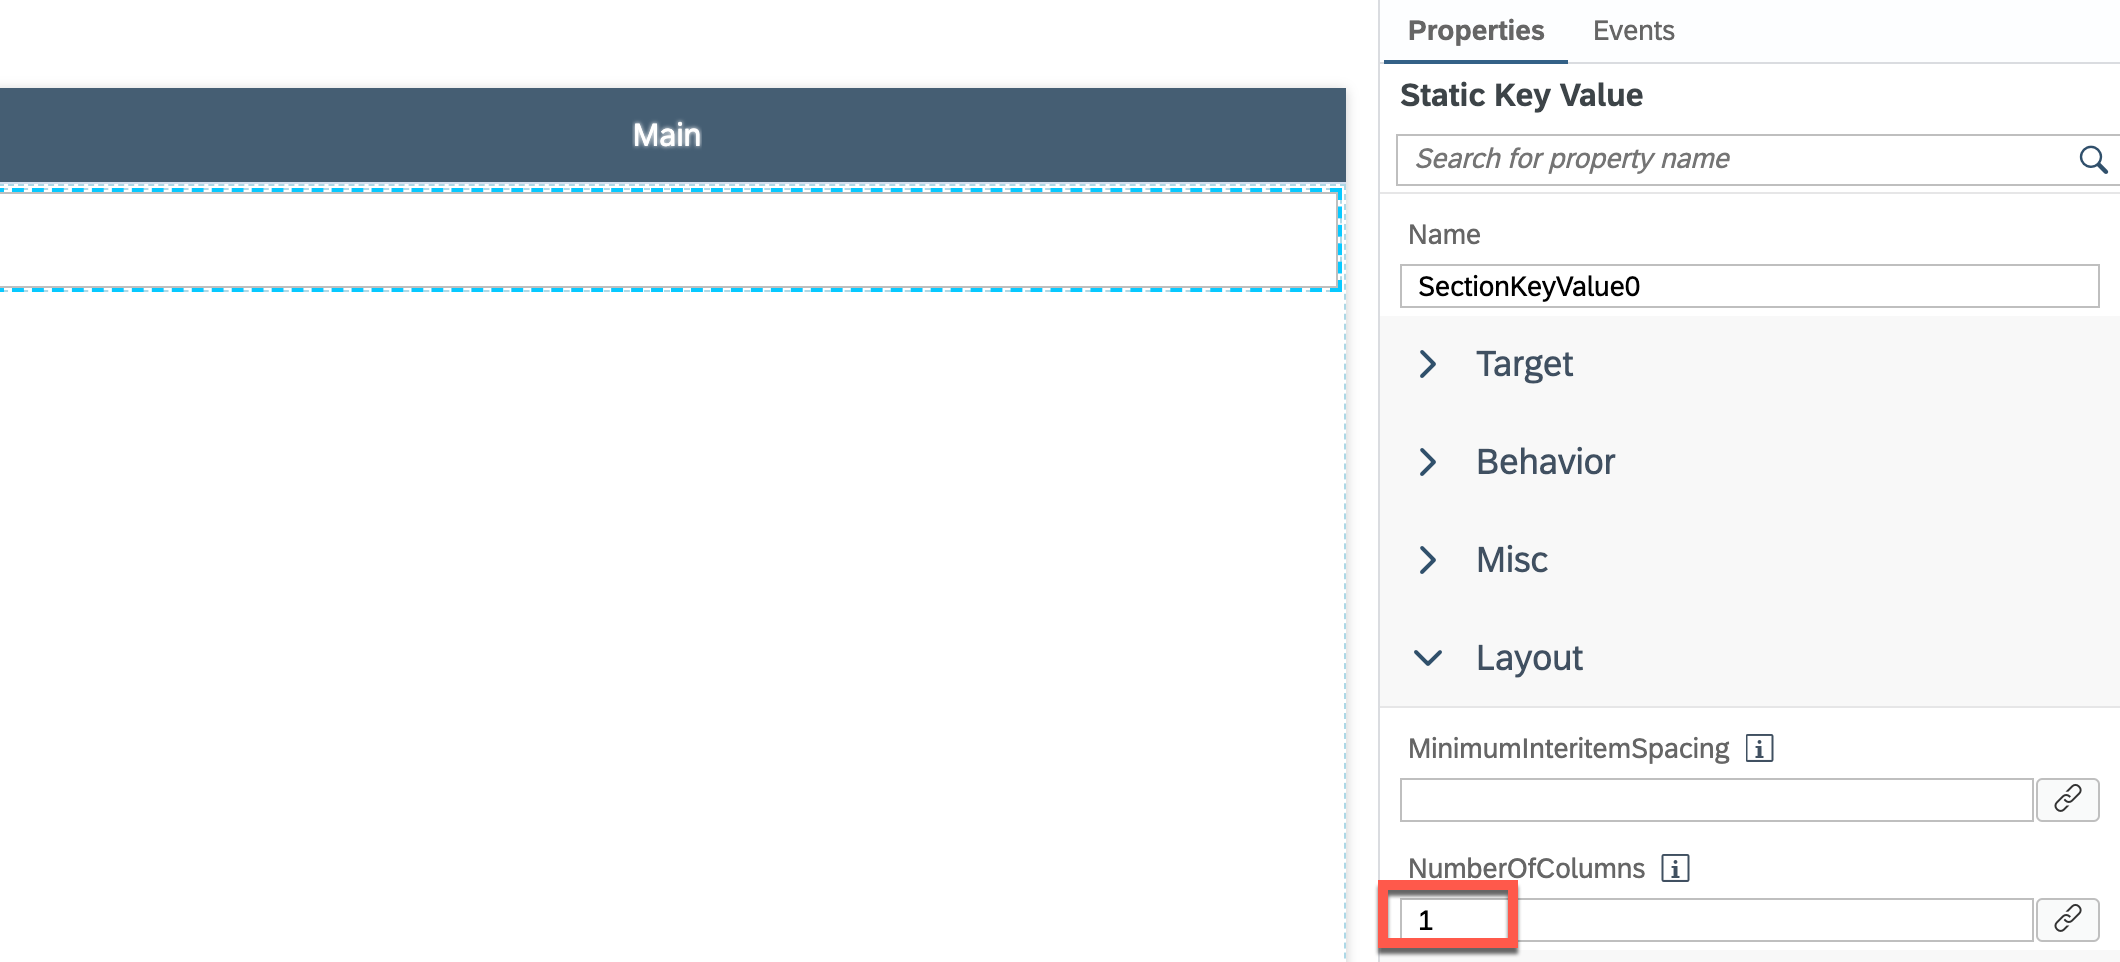 Properties Events
Static Key Value
Main
Search for property name
Name
SectionKeyValue0
Target
Behavior
Misc
Layout
MinimumInteritemSpacing i
NumberOfColumns i
1